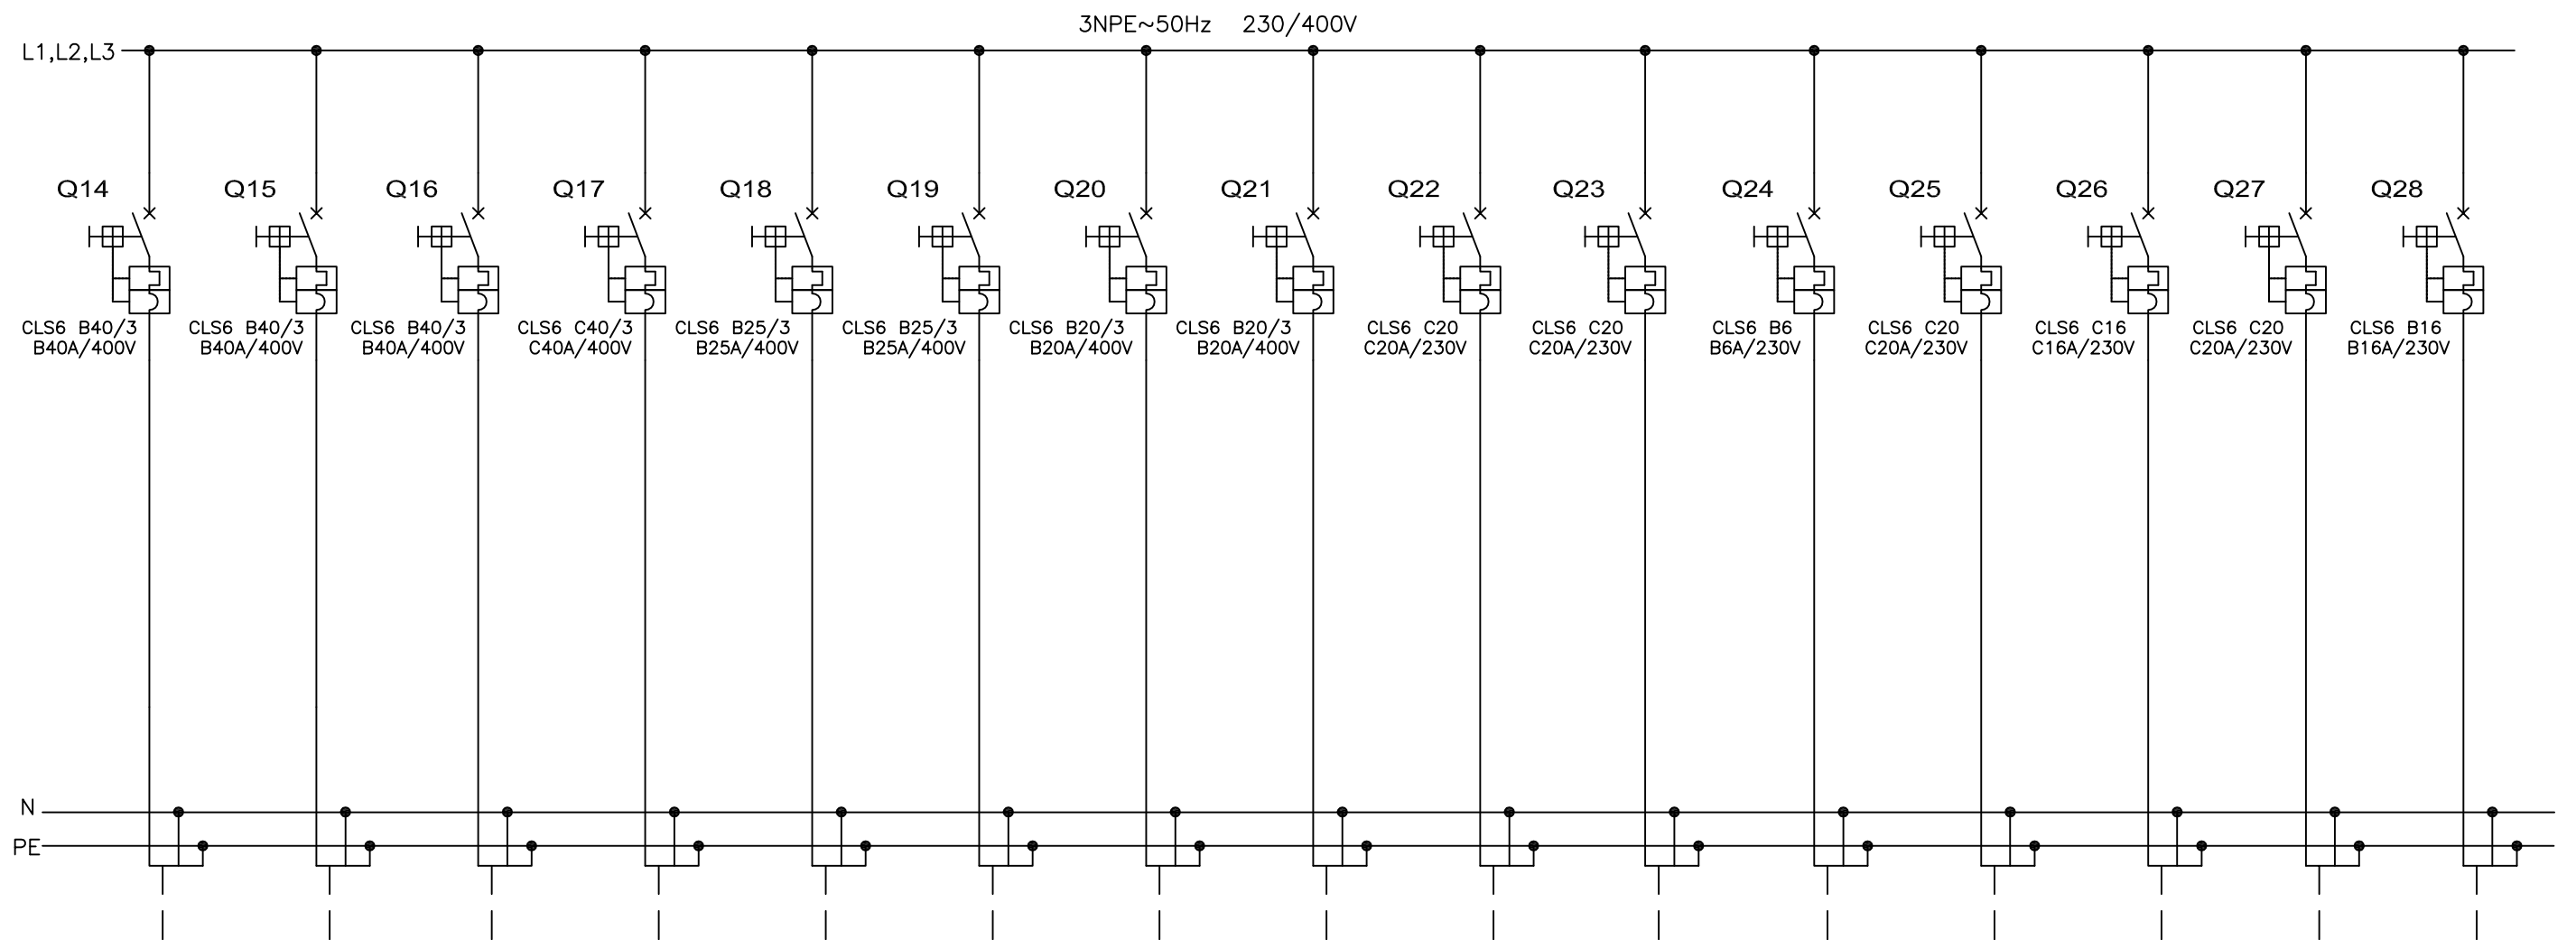 3NPE~50Hz 230/400V
L1,L2,L3
Q14 Q15 Q16 Q17 Q18 Q19 Q20 Q21 Q22 Q23 Q24 Q25 Q26 Q27 Q28
CLS6 B40/3 CLS6 B40/3 CLS6 B40/3 CLS6 C40/3 CLS6 B25/3 CLS6 B25/3 CLS6 B20/3 CLS6 B20/3 CLS6 C20 CLS6 C20 CLS6 B6 CLS6 C20 CLS6 C16 CLS6 C20 CLS6 B16
B40A/400V B40A/400V B40A/400V C40A/400V B25A/400V B25A/400V B20A/400V B20A/400V C20A/230V C20A/230V B6A/230V C20A/230V C16A/230V C20A/230V B16A/230V
N
PE